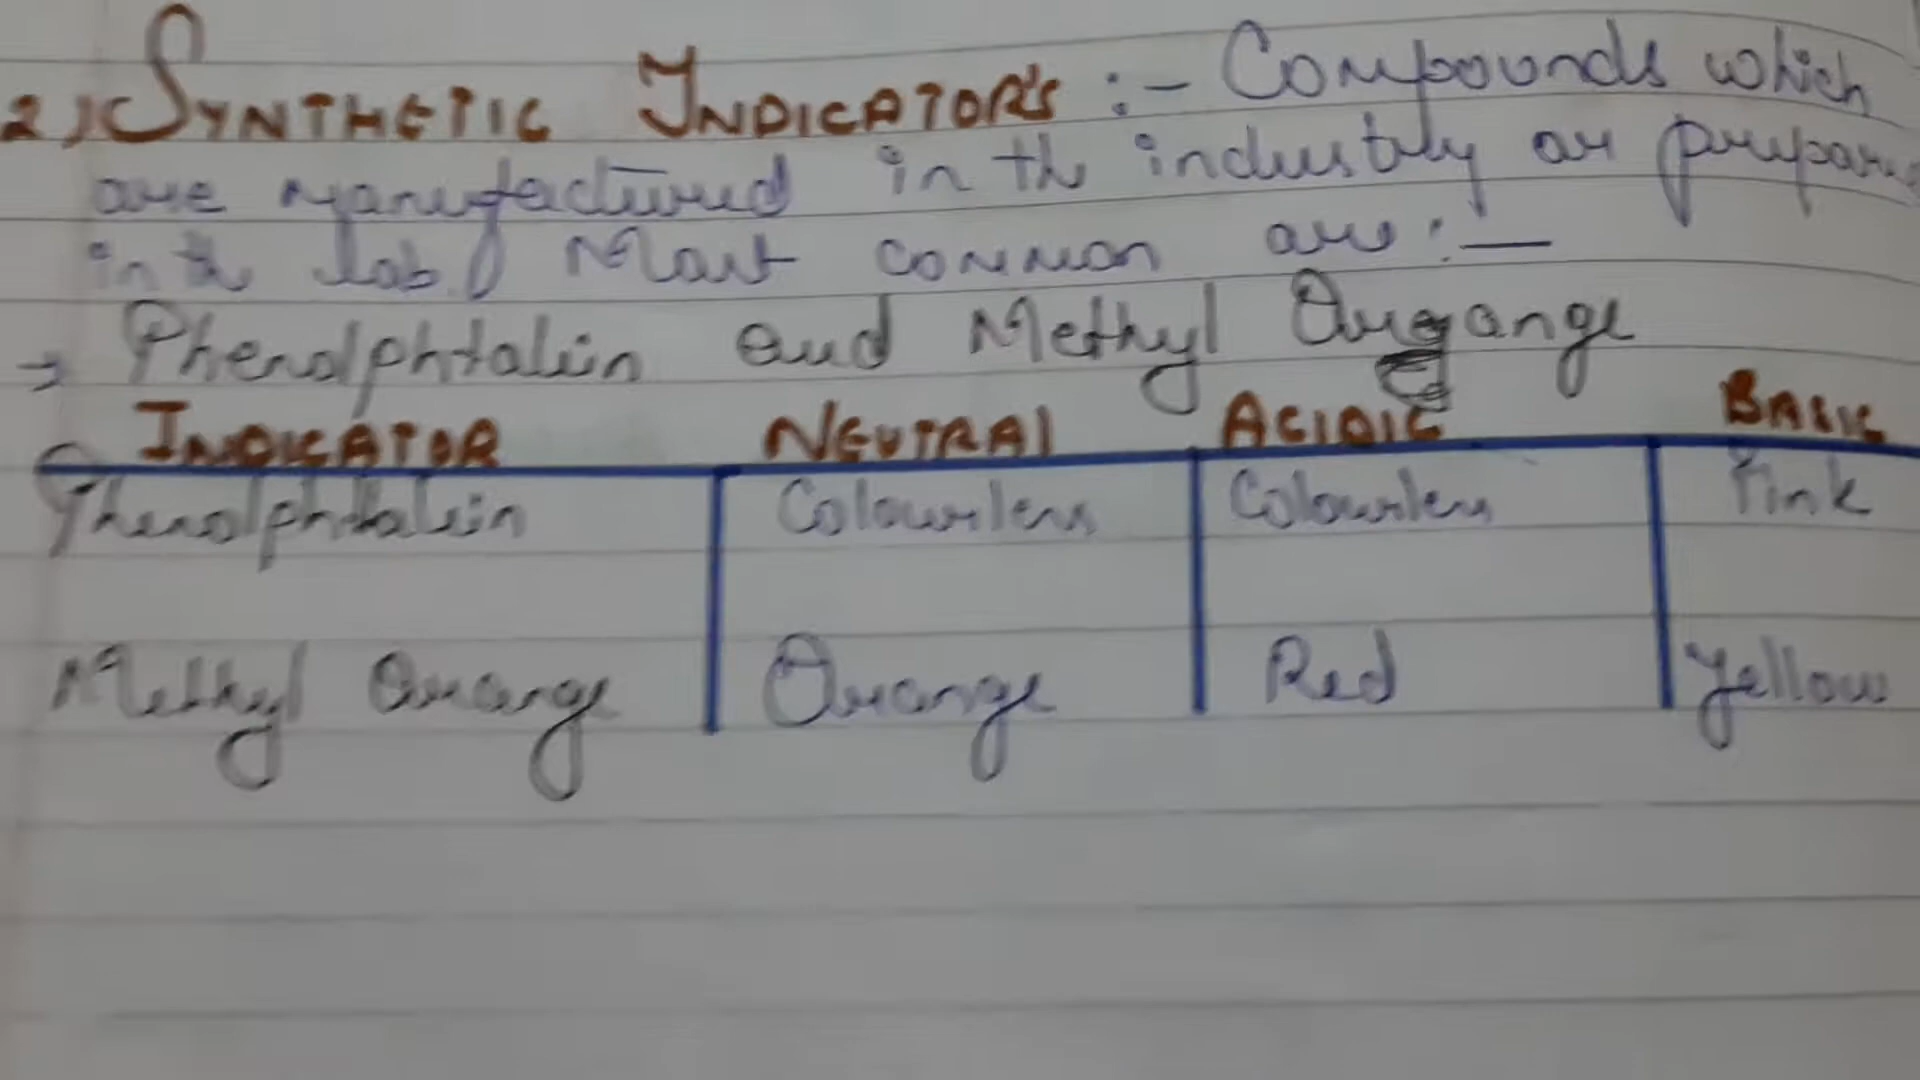 2) SYNTHETIC INDICATOR'S :- Compounds which
are manufactured in the industry or prepare
in the lab. Most common are :-
→ Phenolphtalein and Methyl Orange
INDICATOR NEUTRAL ACIDIC BASIC
Phenolphtalein Colourless Colourless Pink
Methyl Orange Orange Red Yellow